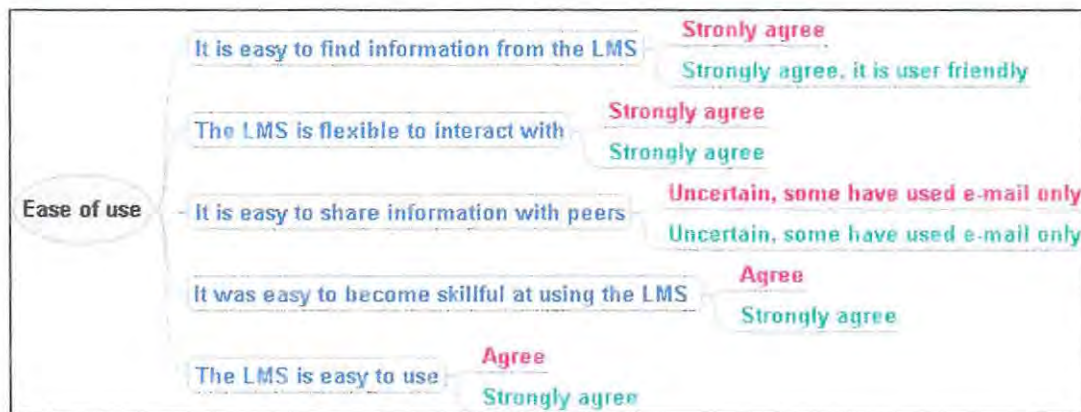 Ease of use
It is easy to find information from the LMS
Stronly agree
Strongly agree, it is user friendly
The LMS is flexible to interact with
Strongly agree
Strongly agree
It is easy to share information with peers
Uncertain, some have used e-mail only
Uncertain, some have used e-mail only
It was easy to become skillful at using the LMS
Agree
Strongly agree
The LMS is easy to use
Agree
Strongly agree